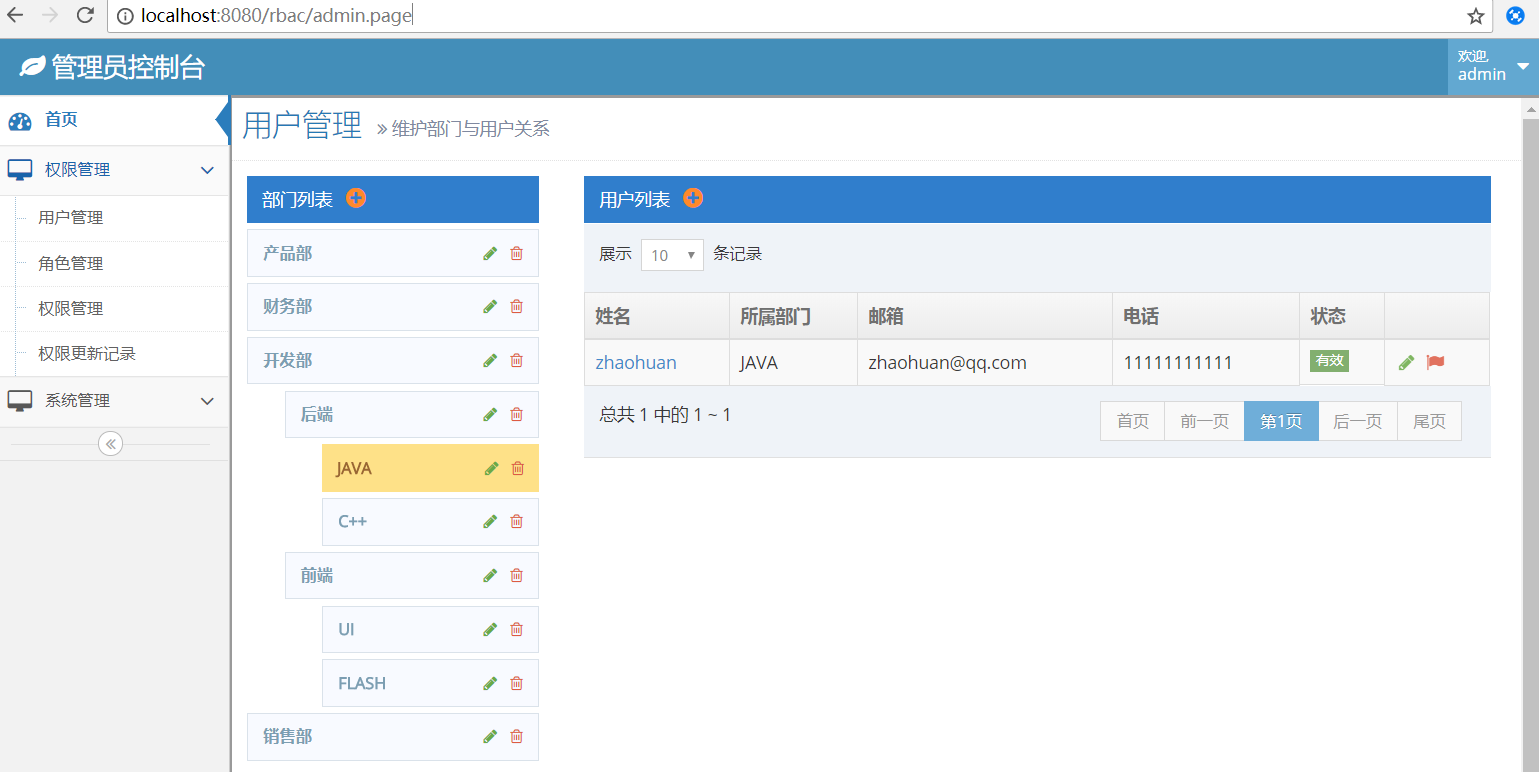 localhost:8080/rbac/admin.page
管理员控制台
欢迎,
admin
首页
权限管理
用户管理
角色管理
权限管理
权限更新记录
系统管理
用户管理 » 维护部门与用户关系
部门列表
产品部
财务部
开发部
后端
JAVA
C++
前端
UI
FLASH
销售部
用户列表
展示 10 条记录
姓名 所属部门 邮箱 电话 状态
zhaohuan JAVA zhaohuan@qq.com 11111111111 有效
总共 1 中的 1 ~ 1
首页 前一页 第1页 后一页 尾页